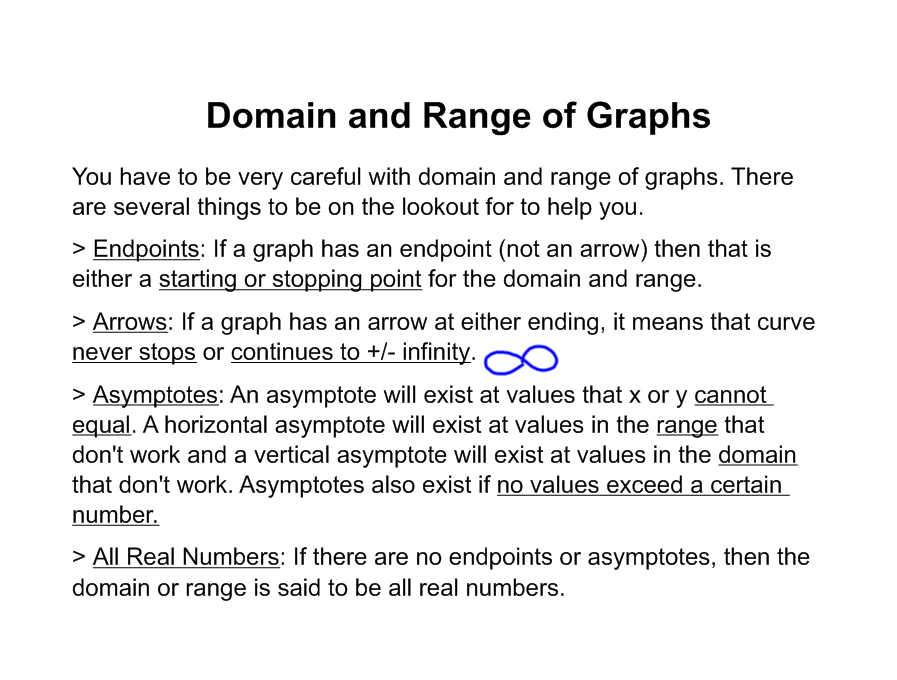 Domain and Range of Graphs
You have to be very careful with domain and range of graphs. There
are several things to be on the lookout for to help you.
> Endpoints: If a graph has an endpoint (not an arrow) then that is
either a starting or stopping point for the domain and range.
> Arrows: If a graph has an arrow at either ending, it means that curve
never stops or continues to +/- infinity. ∞
> Asymptotes: An asymptote will exist at values that x or y cannot
equal. A horizontal asymptote will exist at values in the range that
don't work and a vertical asymptote will exist at values in the domain
that don't work. Asymptotes also exist if no values exceed a certain
number.
> All Real Numbers: If there are no endpoints or asymptotes, then the
domain or range is said to be all real numbers.